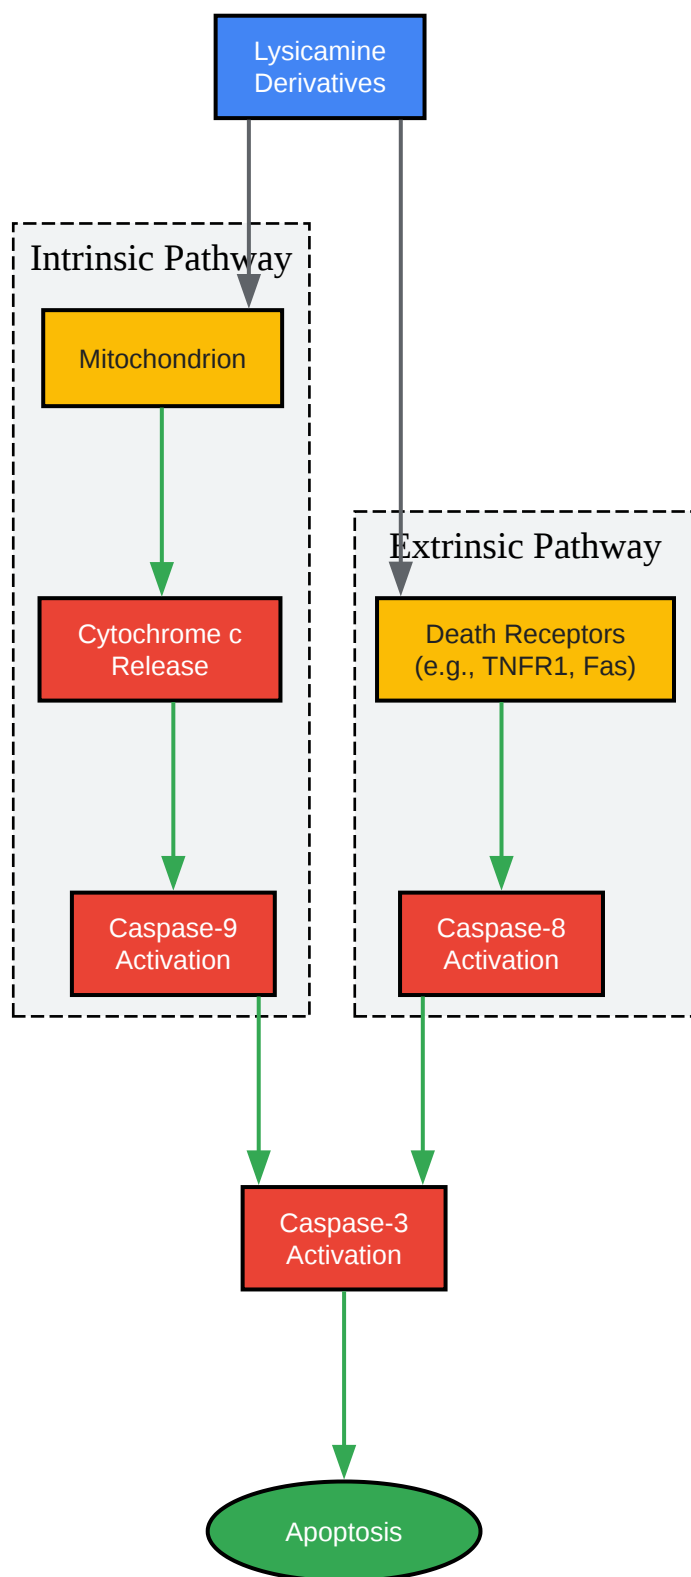 Lysicamine
Derivatives
Intrinsic Pathway
Mitochondrion
Cytochrome c
Release
Caspase-9
Activation
Extrinsic Pathway
Death Receptors
(e.g., TNFR1, Fas)
Caspase-8
Activation
Caspase-3
Activation
Apoptosis